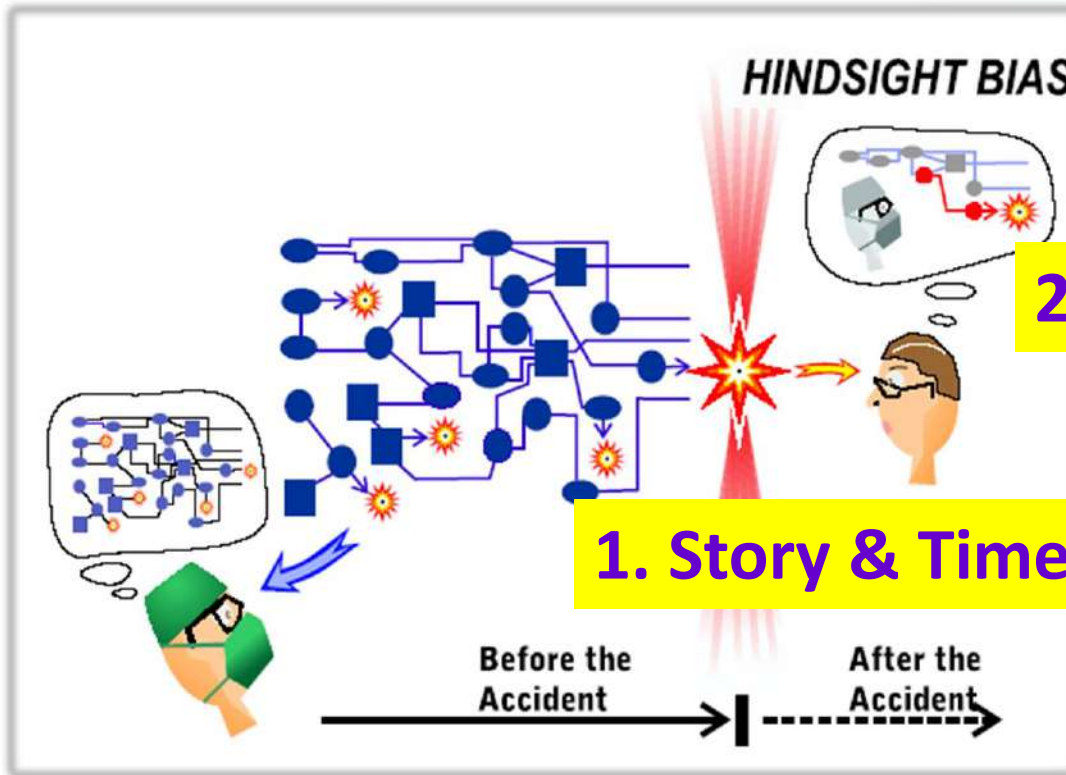 HINDSIGHT BIAS
2
1. Story & Time
Before the
Accident
After the
Accident